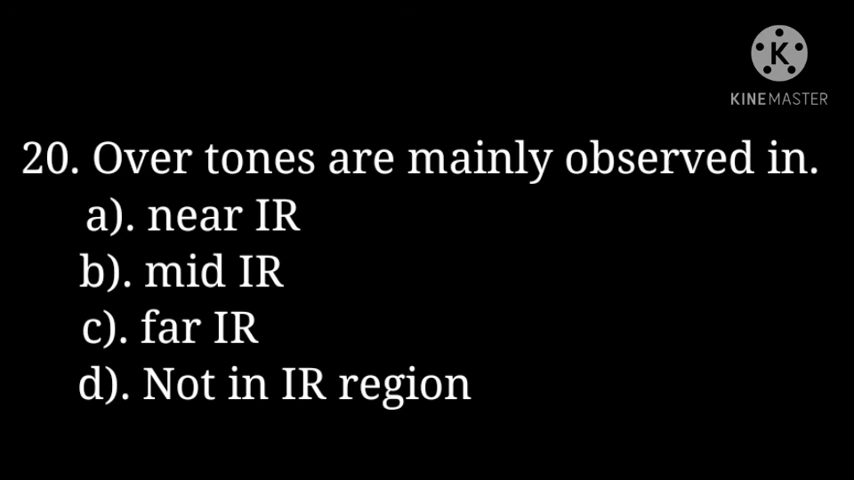 K
KINEMASTER
20. Over tones are mainly observed in.
a). near IR
b). mid IR
c). far IR
d). Not in IR region